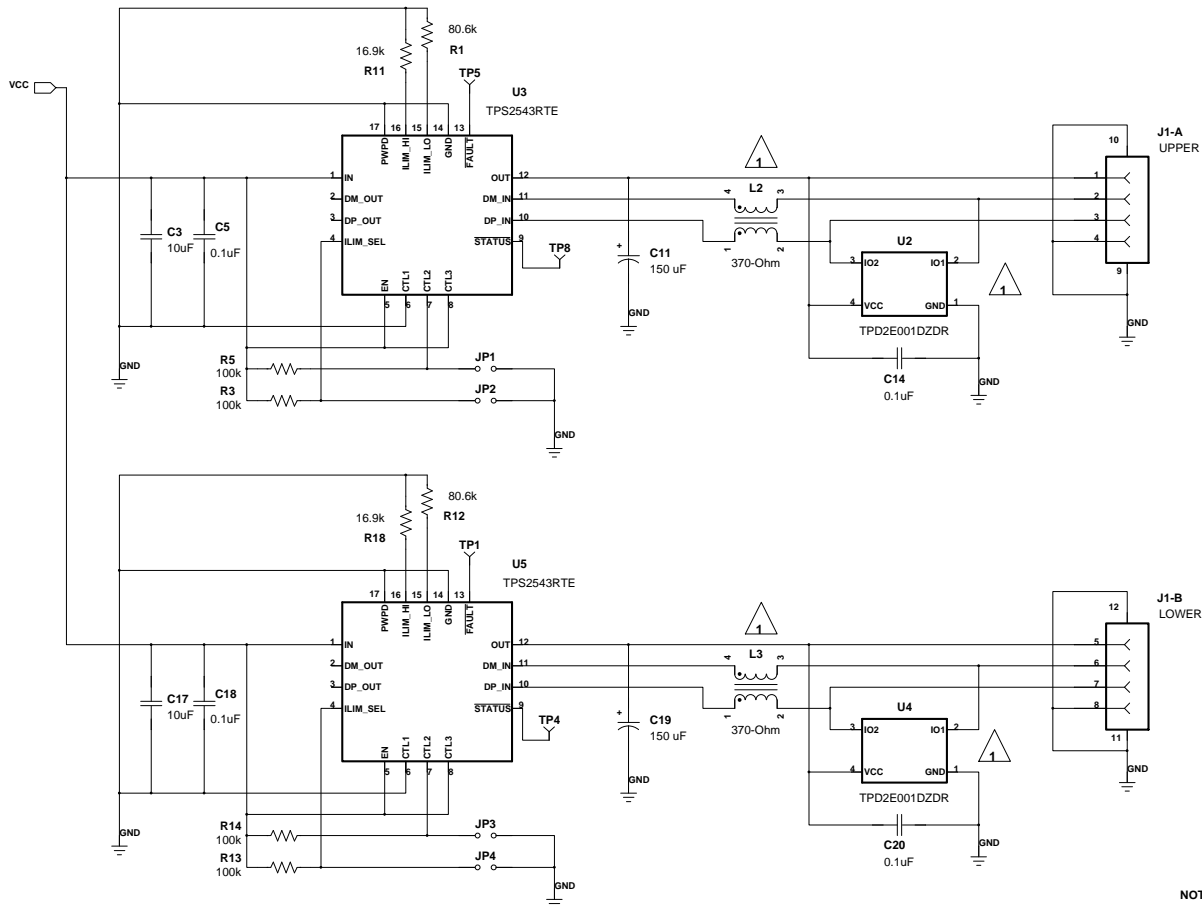 80.6k
16.9k
R1
R11
TP5
VCC
U3
TPS2543RTE
17
16
15
14
13
PWPD
ILIM_HI
ILIM_LO
GND
FAULT
1
IN
2
DM_OUT
3
DP_OUT
4
ILIM_SEL
OUT
12
DM_IN
11
DP_IN
10
STATUS
9
EN
CTL1
CTL2
CTL3
5
6
7
8
C3
10uF
C5
0.1uF
TP8
C11
150 uF
GND
1
L2
4
3
1
2
370-Ohm
U2
3
IO2
IO1
2
4
VCC
GND
1
TPD2E001DZDR
1
C14
0.1uF
GND
J1-A
UPPER
10
1
2
3
4
9
GND
GND
R5
100k
R3
100k
JP1
JP2
GND
80.6k
16.9k
R12
R18
TP1
U5
TPS2543RTE
17
16
15
14
13
PWPD
ILIM_HI
ILIM_LO
GND
FAULT
1
IN
2
DM_OUT
3
DP_OUT
4
ILIM_SEL
OUT
12
DM_IN
11
DP_IN
10
STATUS
9
EN
CTL1
CTL2
CTL3
5
6
7
8
C17
10uF
C18
0.1uF
TP4
C19
150 uF
GND
1
L3
4
3
1
2
370-Ohm
U4
3
IO2
IO1
2
4
VCC
GND
1
TPD2E001DZDR
1
C20
0.1uF
GND
J1-B
LOWER
12
5
6
7
8
11
GND
GND
R14
100k
R13
100k
JP3
JP4
GND
NOT